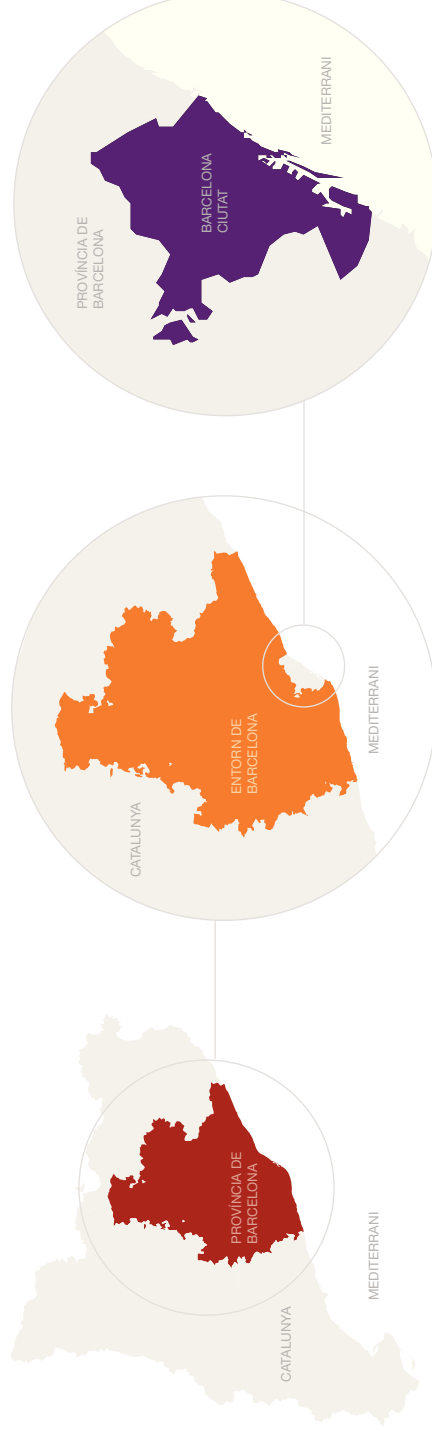 CATALUNYA
PROVÍNCIA DE
BARCELONA
MEDITERRANI
CATALUNYA
ENTORN DE
BARCELONA
MEDITERRANI
PROVÍNCIA DE
BARCELONA
BARCELONA
CIUTAT
MEDITERRANI